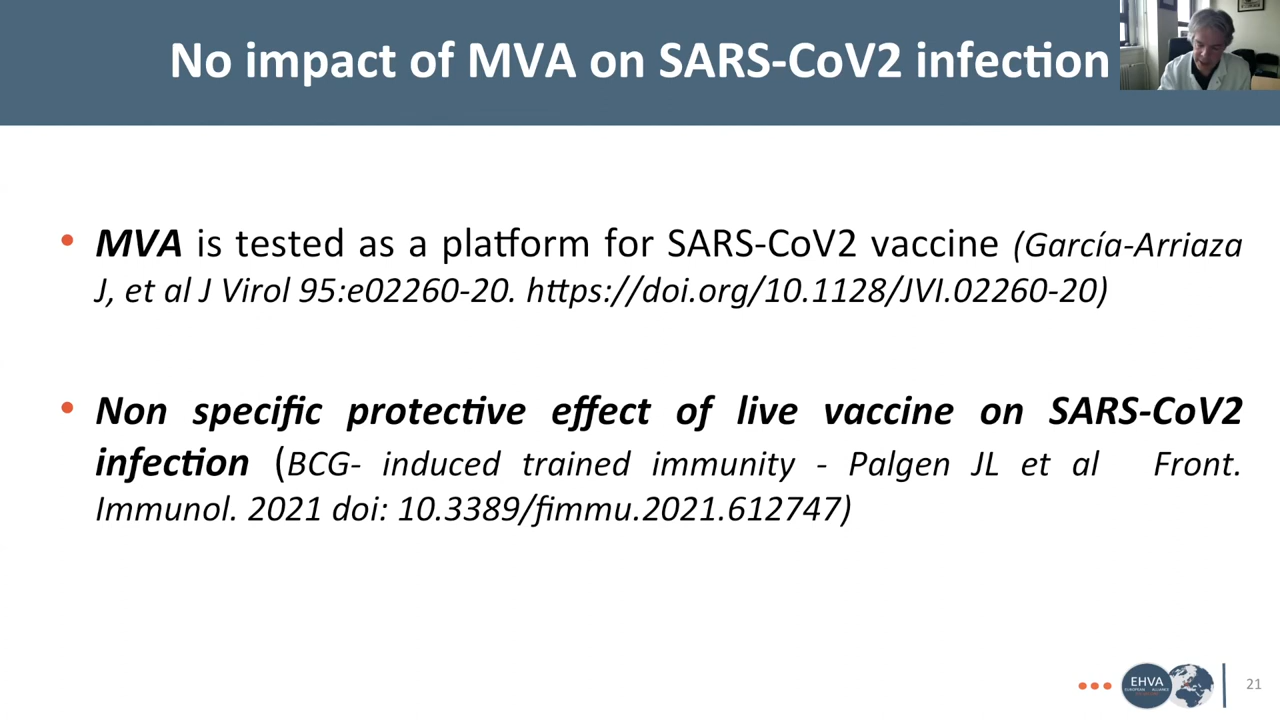 No impact of MVA on SARS-CoV2 infection
• MVA is tested as a platform for SARS-CoV2 vaccine (García-Arriaza
J, et al J Virol 95:e02260-20. https://doi.org/10.1128/JVI.02260-20)
• Non specific protective effect of live vaccine on SARS-CoV2
infection (BCG- induced trained immunity - Palgen JL et al Front.
Immunol. 2021 doi: 10.3389/fimmu.2021.612747)
EHVA
EUROPEAN ALLIANCE
21